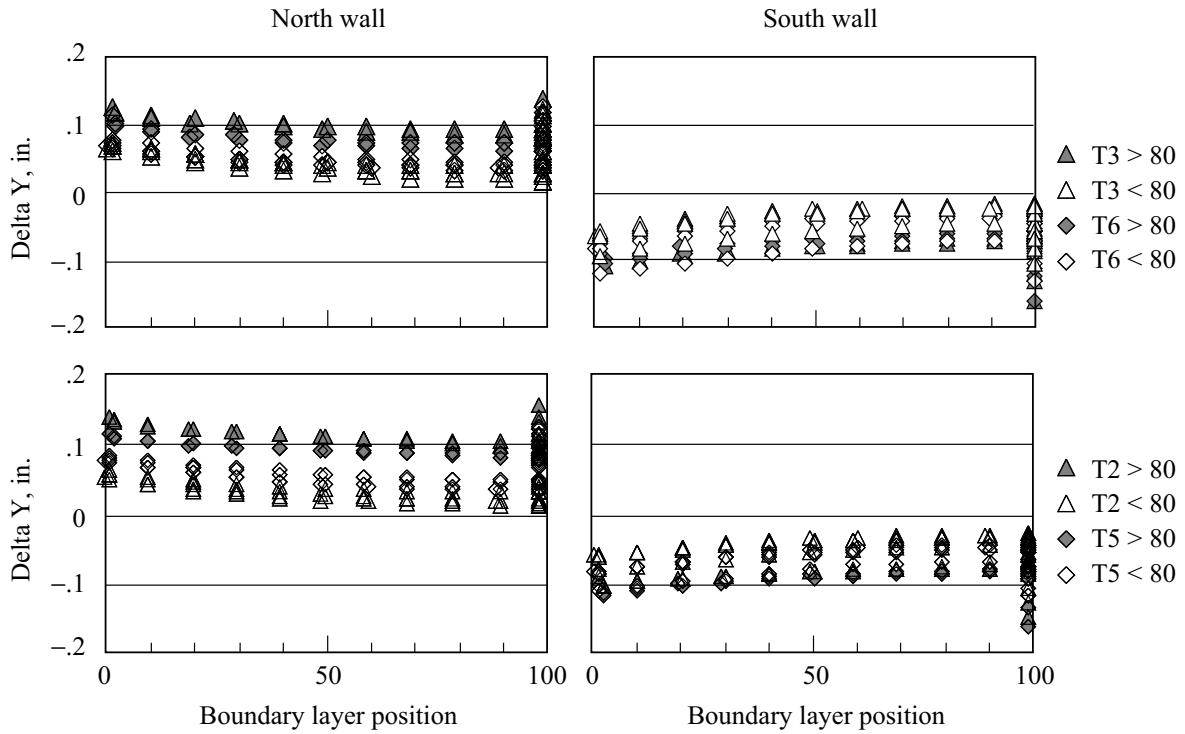 North wall
South wall
.2
.1
0
−.1
−.2
Delta Y, in.
T3 > 80
T3 < 80
T6 > 80
T6 < 80
.2
.1
0
−.1
−.2
Delta Y, in.
T2 > 80
T2 < 80
T5 > 80
T5 < 80
0
50
100
0
50
100
Boundary layer position
Boundary layer position